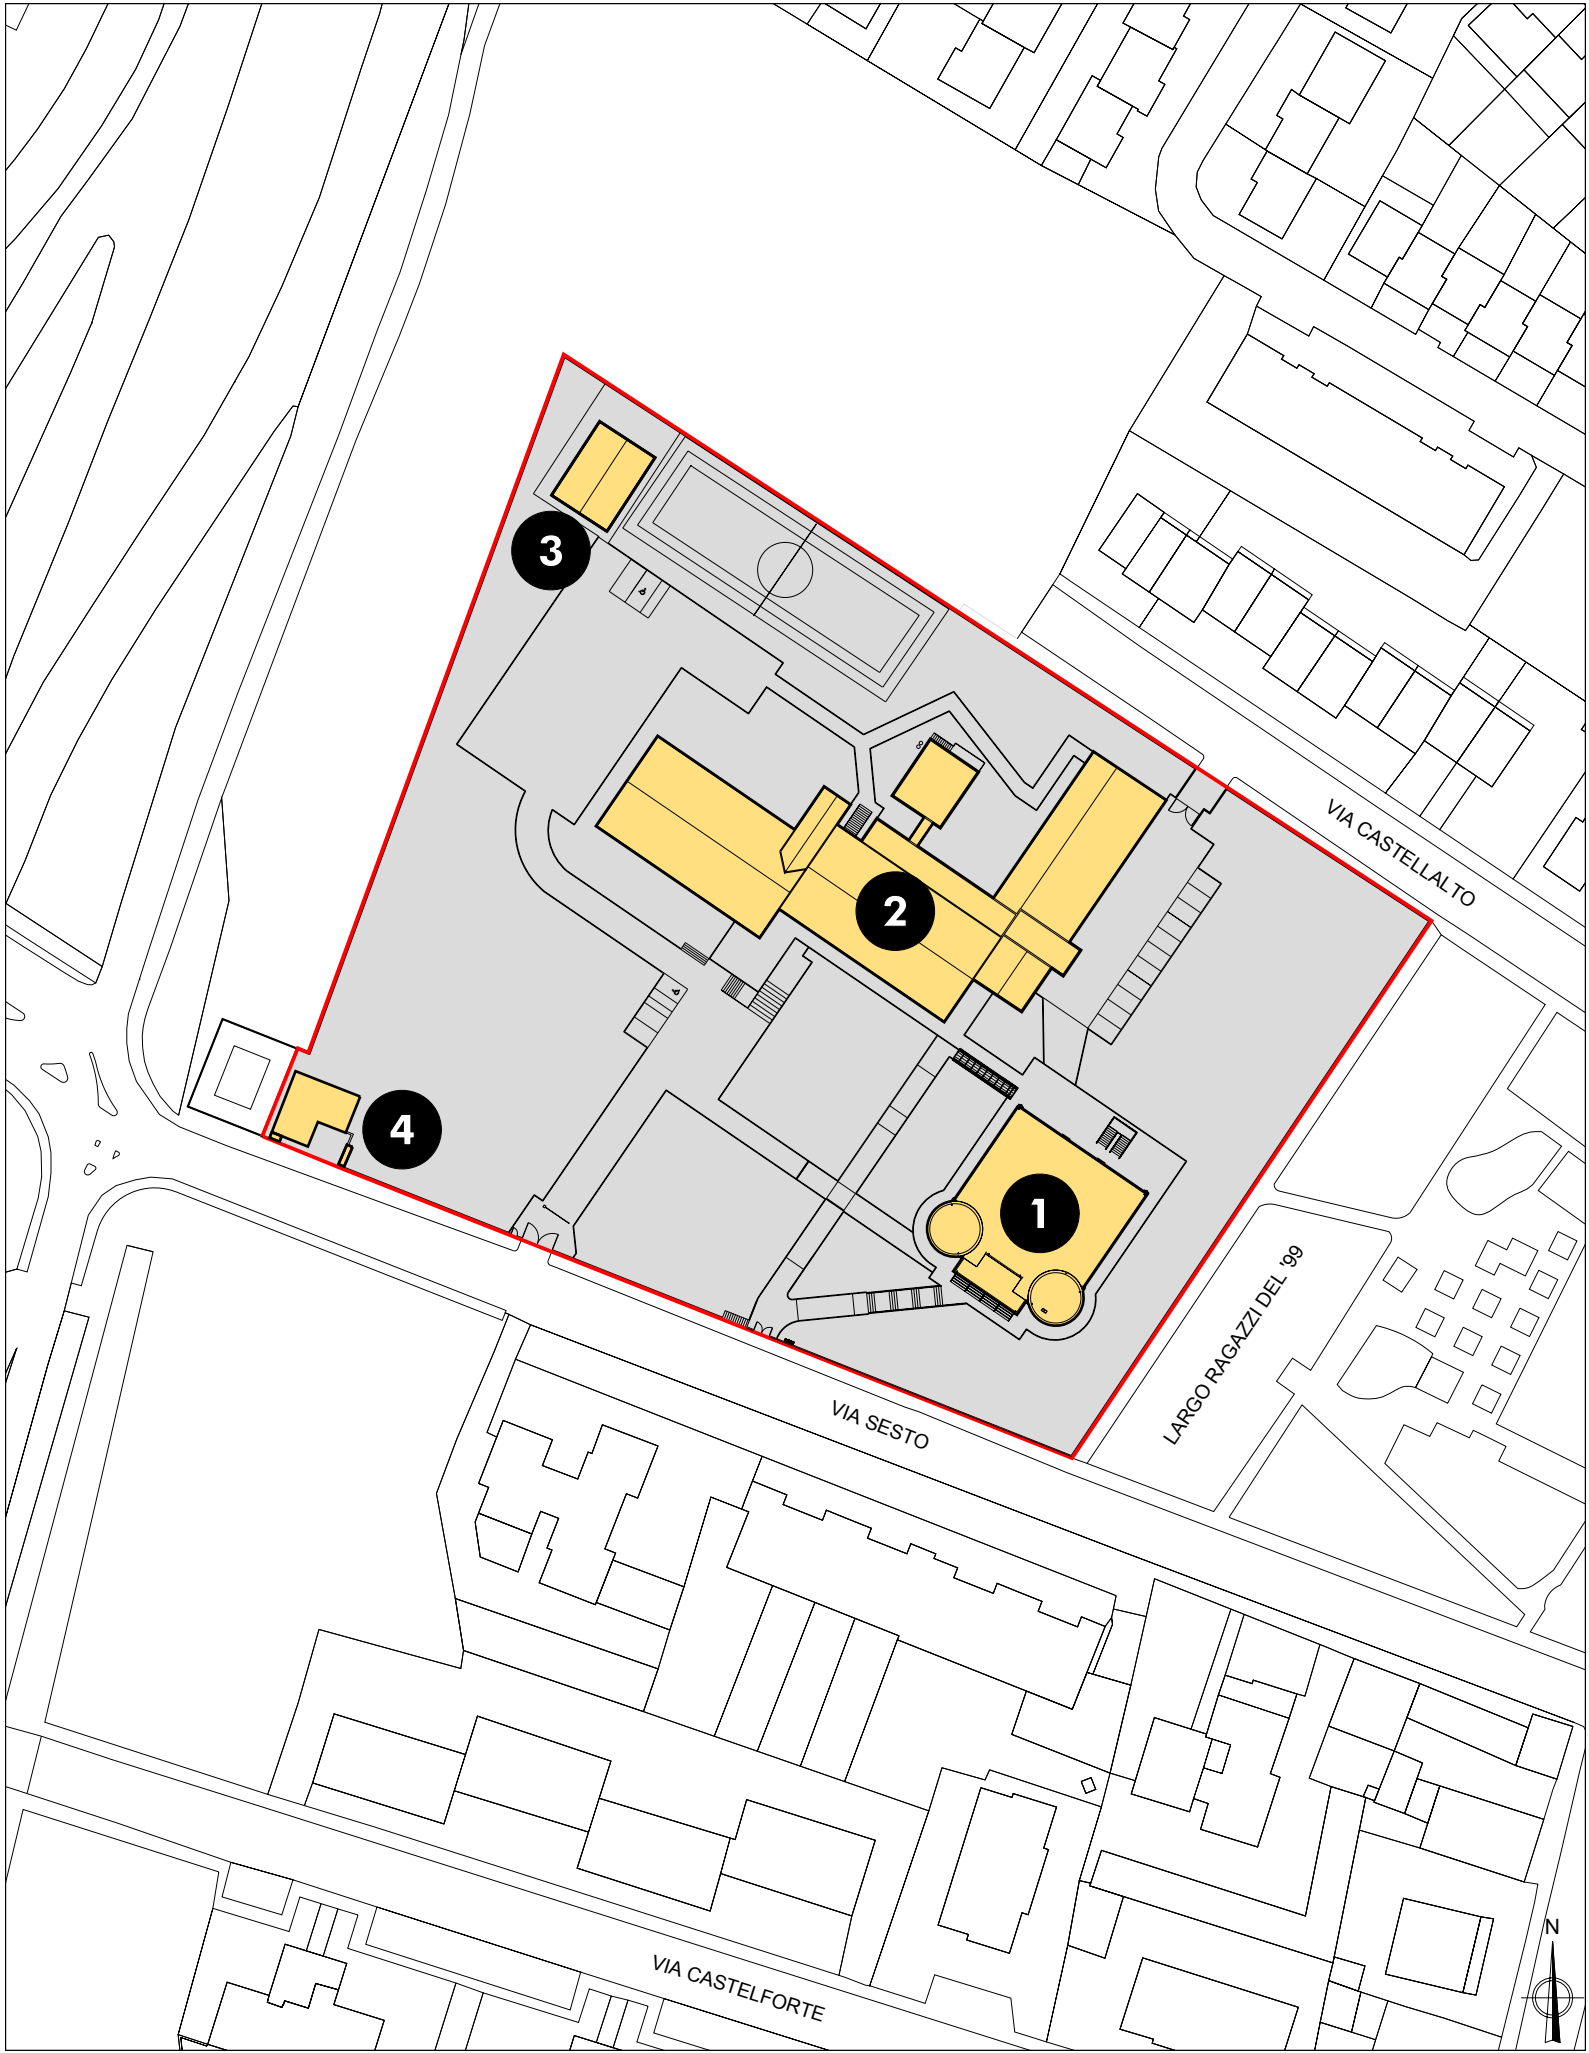 3
2
VIA CASTELLALTO
4
1
LARGO RAGAZZI DEL '99
VIA SESTO
N
VIA CASTELFORTE